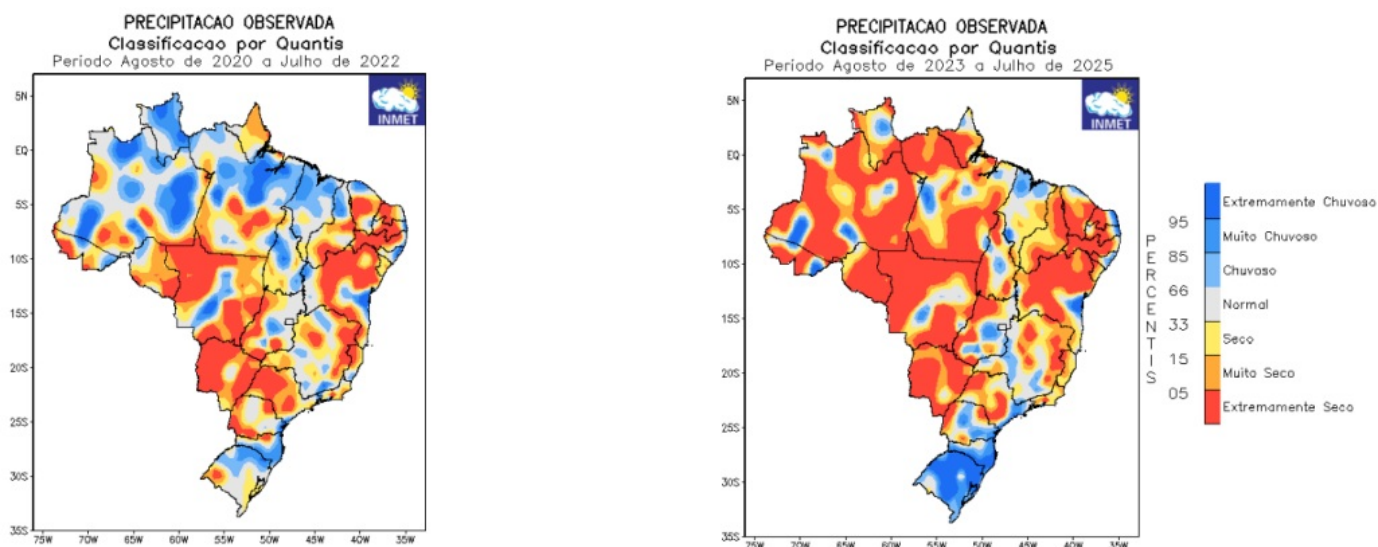 PRECIPITACAO OBSERVADA
Classificacao por Quantis
Periodo Agosto de 2020 a Julho de 2022
INMET
5N
EQ
5S
10S
15S
20S
25S
30S
35S
75W 70W 65W 60W 55W 50W 45W 40W 35W
PRECIPITACAO OBSERVADA
Classificacao por Quantis
Periodo Agosto de 2023 a Julho de 2025
INMET
5N
EQ
5S
10S
15S
20S
25S
30S
35S
75W 70W 65W 60W 55W 50W 45W 40W 35W
PERCENTIS
95
85
66
33
15
05
Extremamente Chuvoso
Muito Chuvoso
Chuvoso
Normal
Seco
Muito Seco
Extremamente Seco